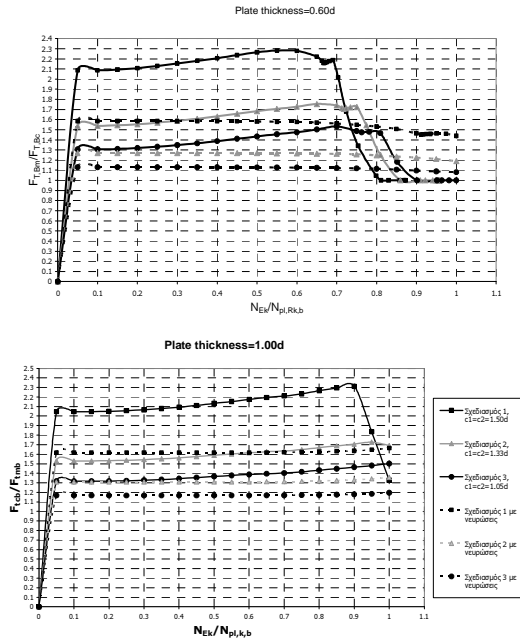 Plate thickness=0.60d
2.4
2.3
2.2
2.1
2
1.9
1.8
1.7
1.6
1.5
1.4
1.3
1.2
1.1
1
0.9
0.8
0.7
0.6
0.5
0.4
0.3
0.2
0.1
0
F_T,Bm/F_T,Bc
0 0.1 0.2 0.3 0.4 0.5 0.6 0.7 0.8 0.9 1
N_Ek/N_pl,Rk,b
Plate thickness=1.00d
2.5
2.4
2.3
2.2
2.1
2
1.9
1.8
1.7
1.6
1.5
1.4
1.3
1.2
1.1
1
0.9
0.8
0.7
0.6
0.5
0.4
0.3
0.2
0.1
0
F_tcb/F_tmb
0 0.1 0.2 0.3 0.4 0.5 0.6 0.7 0.8 0.9 1
N_Ek/N_pl,k,b
Σχεδιασμός 1,
c1=c2=1.50d
Σχεδιασμός 2,
c1=c2=1.33d
Σχεδιασμός 3,
c1=c2=1.05d
Σχεδιασμός 1 με
νευρώσεις
Σχεδιασμός 2 με
νευρώσεις
Σχεδιασμός 3 με
νευρώσεις